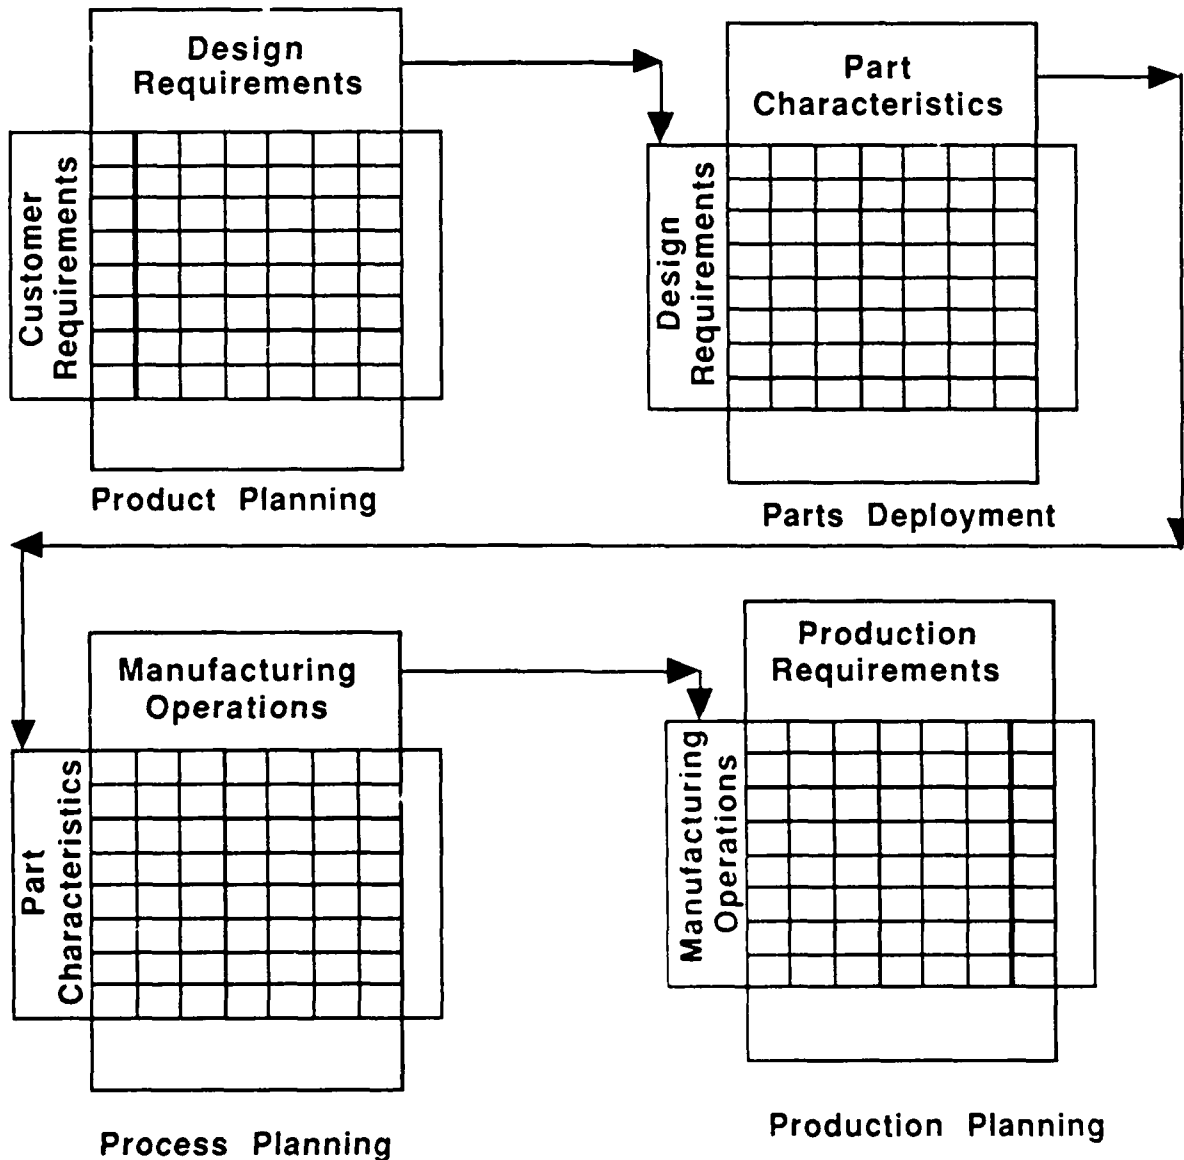 Design
Requirements
Customer
Requirements
Product Planning
Part
Characteristics
Design
Requirements
Parts Deployment
Manufacturing
Operations
Part
Characteristics
Process Planning
Production
Requirements
Manufacturing
Operations
Production Planning